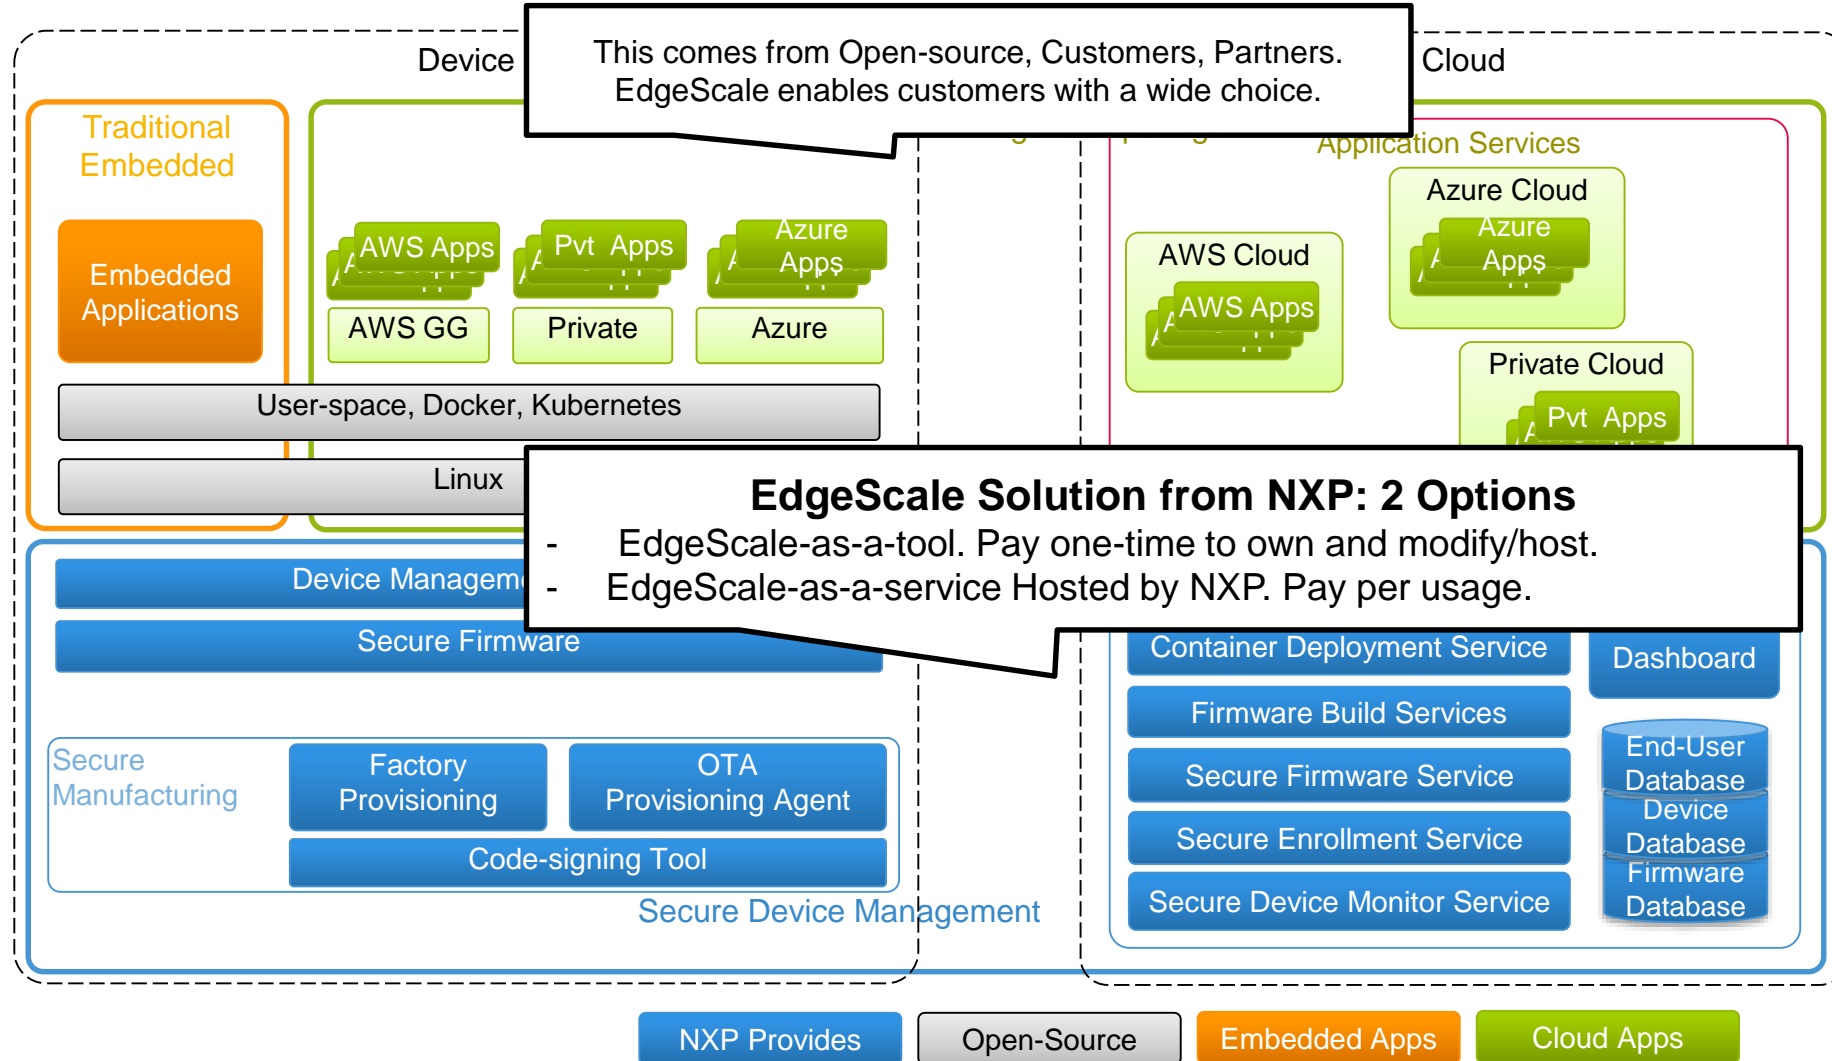 This comes from Open-source, Customers, Partners.
EdgeScale enables customers with a wide choice.
Device
Cloud
Traditional
Embedded
Application Services
Embedded
Applications
AWS Apps
Pvt Apps
Azure
Apps
AWS GG
Private
Azure
AWS Cloud
AWS Apps
Azure Cloud
Azure
Apps
Private Cloud
Pvt Apps
User-space, Docker, Kubernetes
Linux
EdgeScale Solution from NXP: 2 Options
- EdgeScale-as-a-tool. Pay one-time to own and modify/host.
- EdgeScale-as-a-service Hosted by NXP. Pay per usage.
Device
Secure Firmware
Secure
Manufacturing
Factory
Provisioning
OTA
Provisioning Agent
Code-signing Tool
Secure Device Management
Container Deployment Service
Firmware Build Services
Secure Firmware Service
Secure Enrollment Service
Secure Device Monitor Service
Dashboard
End-User
Database
Device
Database
Firmware
Database
NXP Provides
Open-Source
Embedded Apps
Cloud Apps